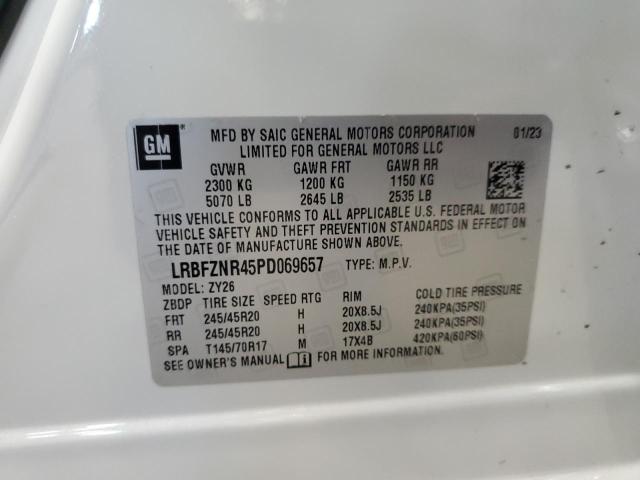 GM
MFD BY SAIC GENERAL MOTORS CORPORATION 01/23
LIMITED FOR GENERAL MOTORS LLC
GVWR GAWR FRT GAWR RR
2300 KG 1200 KG 1150 KG
5070 LB 2645 LB 2535 LB
THIS VEHICLE CONFORMS TO ALL APPLICABLE U.S. FEDERAL MOTOR
VEHICLE SAFETY AND THEFT PREVENTION STANDARDS IN EFFECT ON
THE DATE OF MANUFACTURE SHOWN ABOVE.
LRBFZNR45PD069657 TYPE: M.P.V.
MODEL: ZY26
ZBDP TIRE SIZE SPEED RTG RIM COLD TIRE PRESSURE
FRT 245/45R20 H 20X8.5J 240KPA(35PSI)
RR 245/45R20 H 20X8.5J 240KPA(35PSI)
SPA T145/70R17 M 17X4B 420KPA(60PSI)
SEE OWNER'S MANUAL FOR MORE INFORMATION.